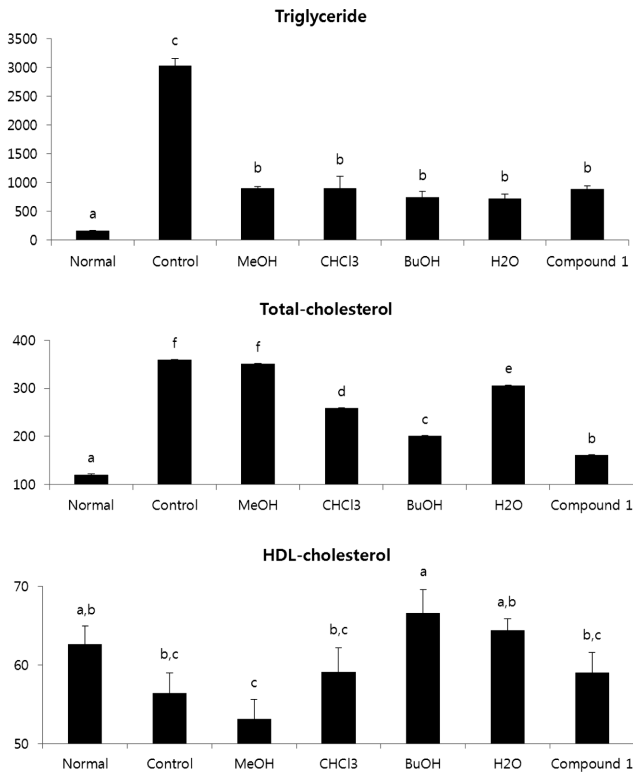 Triglyceride
3500
3000
2500
2000
1500
1000
500
0
a
c
b
b
b
b
b
Normal Control MeOH CHCl3 BuOH H2O Compound 1
Total-cholesterol
400
300
200
100
a
f
f
d
c
e
b
Normal Control MeOH CHCl3 BuOH H2O Compound 1
HDL-cholesterol
70
60
50
a,b
b,c
c
b,c
a
a,b
b,c
Normal Control MeOH CHCl3 BuOH H2O Compound 1